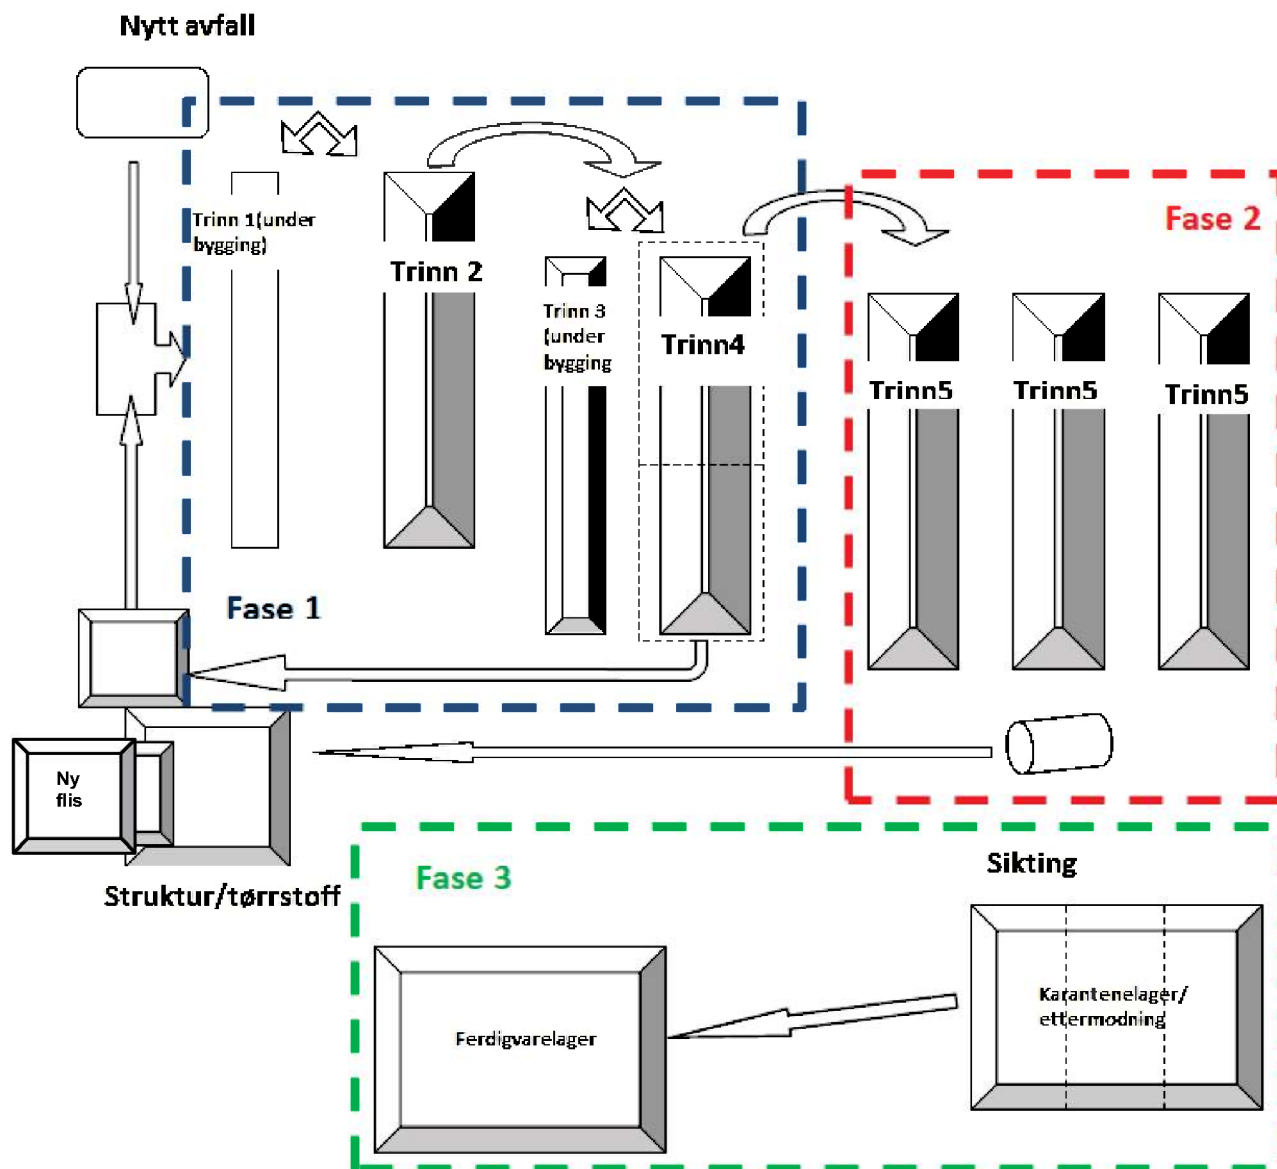 Nytt avfall
Trinn 1(under
bygging)
Trinn 2
Trinn 3
(under
bygging
Trinn4
Fase 2
Trinn5
Trinn5
Trinn5
Fase 1
Ny
flis
Struktur/tørrstoff
Fase 3
Sikting
Karantenelager/
ettermodning
Ferdigvarelager